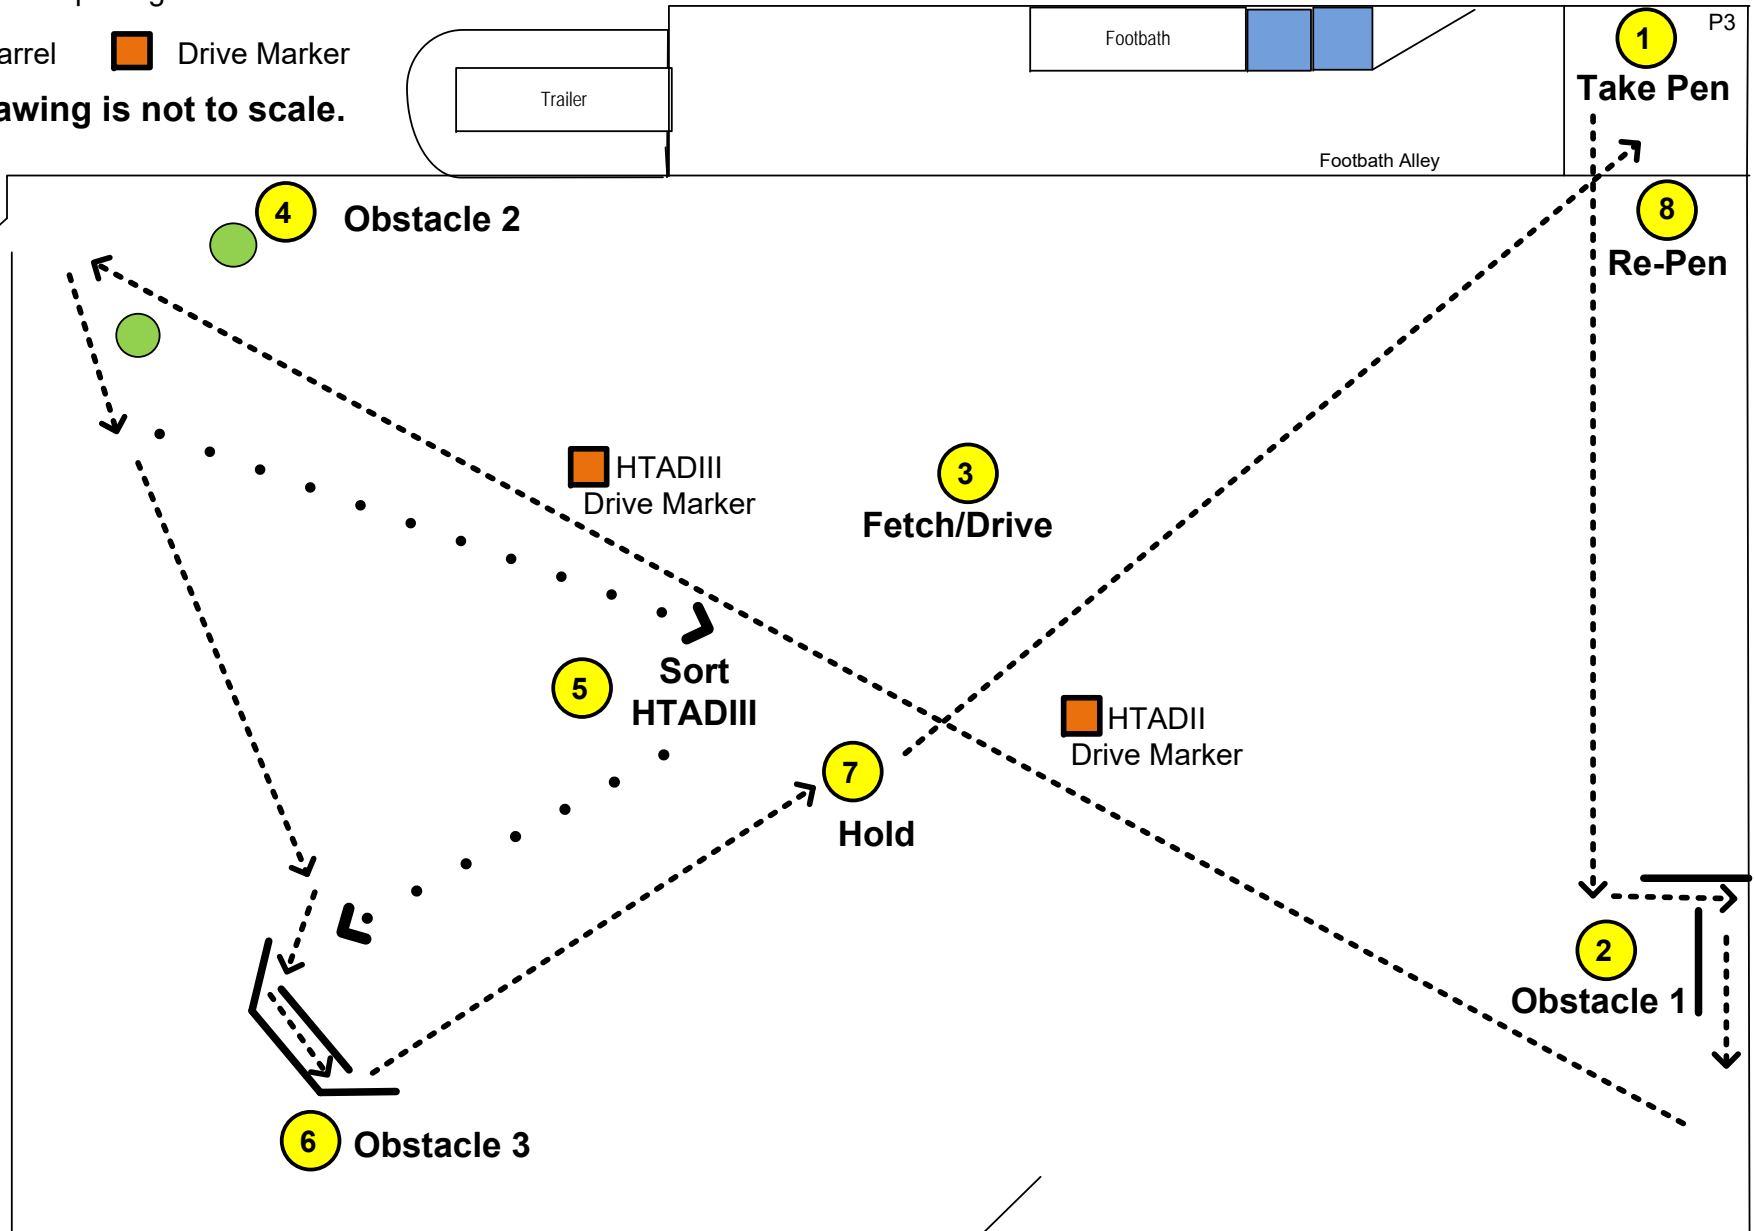 arrel
Drive Marker
awing is not to scale.
Trailer
Footbath
1
P3
Take Pen
Footbath Alley
4
Obstacle 2
8
Re-Pen
HTADIII
Drive Marker
3
Fetch/Drive
5
Sort
HTADIII
HTADII
Drive Marker
7
Hold
2
Obstacle 1
6
Obstacle 3